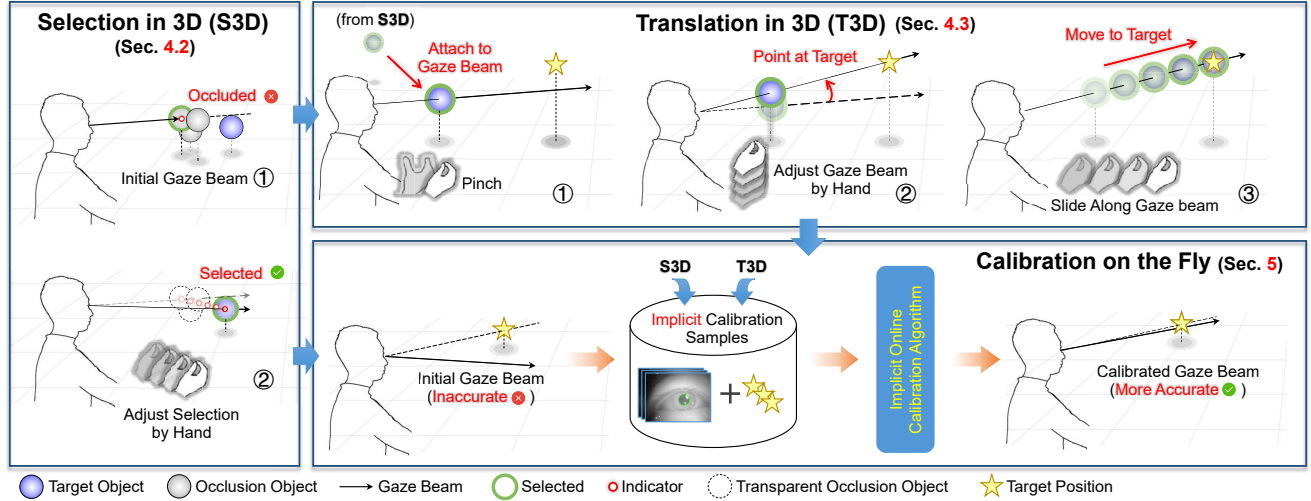 Selection in 3D (S3D)
(Sec. 4.2)
Occluded
Initial Gaze Beam ①
Selected
②
Adjust Selection
by Hand
Translation in 3D (T3D) (Sec. 4.3)
(from S3D)
Attach to
Gaze Beam
Pinch
①
Point at Target
Adjust Gaze Beam
by Hand
②
Move to Target
Slide Along Gaze beam
③
Calibration on the Fly (Sec. 5)
Initial Gaze Beam
(Inaccurate )
S3D
T3D
Implicit Calibration
Samples
+
Implicit Online
Calibration Algorithm
Calibrated Gaze Beam
(More Accurate )
Target Object
Occlusion Object
Gaze Beam
Selected
Indicator
Transparent Occlusion Object
Target Position